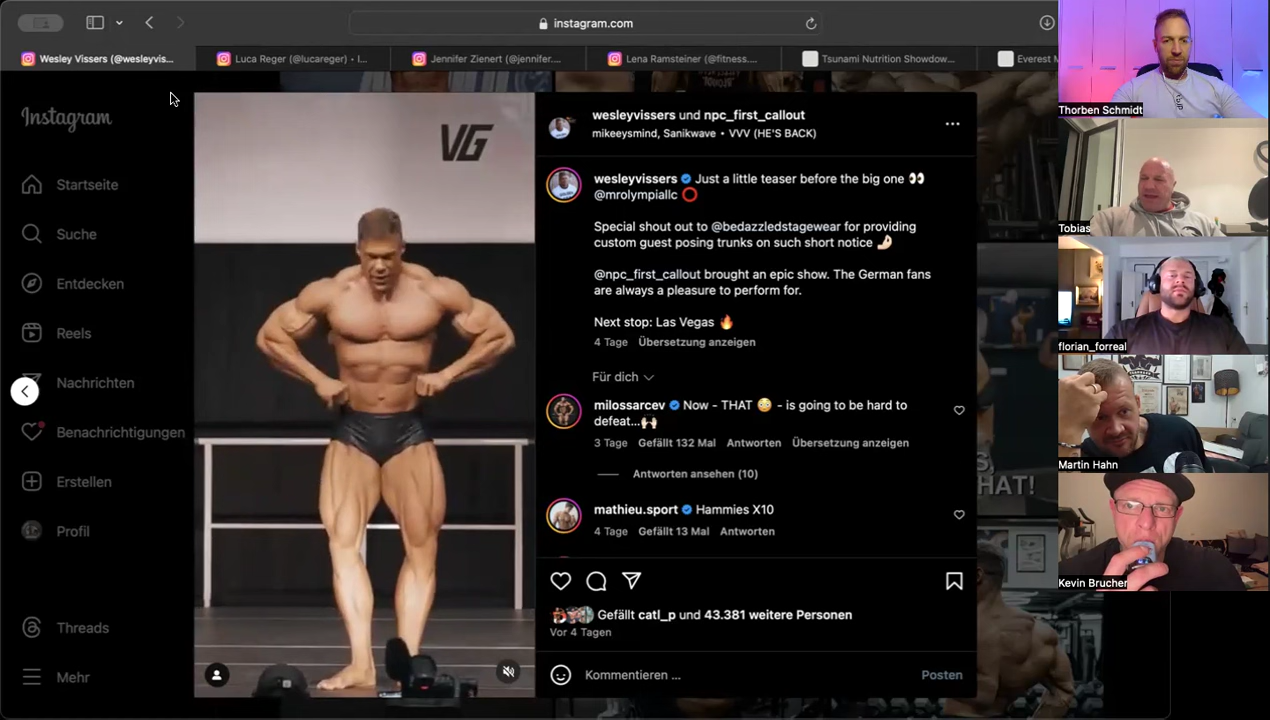 instagram.com
Wesley Vissers (@wesleyvis...
Luca Reger (@lucareger) • I...
Jennifer Zienert (@jennifer....
Lena Ramsteiner (@fitness....
Tsunami Nutrition Showdow...
Everest M
Instagram
Startseite
Suche
Entdecken
Reels
Nachrichten
Benachrichtigungen
Erstellen
Profil
Threads
Mehr
VG
wesleyvissers und npc_first_callout
mikeeysmind, Sanikwave • VVV (HE'S BACK)
wesleyvissers Just a little teaser before the big one 👀
@mrolympiallc ⭕
Special shout out to @bedazzledstagewear for providing
custom guest posing trunks on such short notice 🤌🏻
@npc_first_callout brought an epic show. The German fans
are always a pleasure to perform for.
Next stop: Las Vegas 🔥
4 Tage Übersetzung anzeigen
Für dich
milossarcev Now - THAT 😳 - is going to be hard to
defeat...🙌🏻
3 Tage Gefällt 132 Mal Antworten Übersetzung anzeigen
Antworten ansehen (10)
mathieu.sport Hammies X10
4 Tage Gefällt 13 Mal Antworten
Gefällt catl_p und 43.381 weitere Personen
Vor 4 Tagen
Kommentieren ...
Posten
HAT!
Thorben Schmidt
Tobias
florian_forreal
Martin Hahn
Kevin Brucher